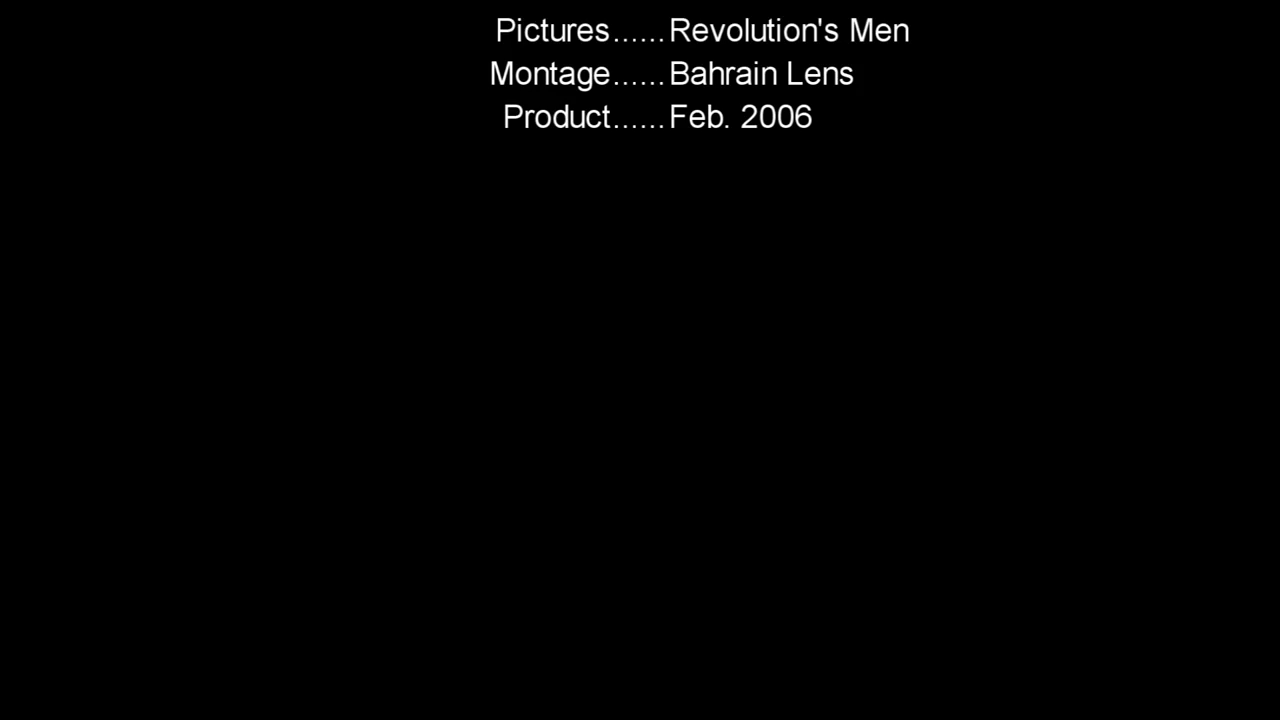 Pictures......Revolution's Men
Montage......Bahrain Lens
Product......Feb. 2006